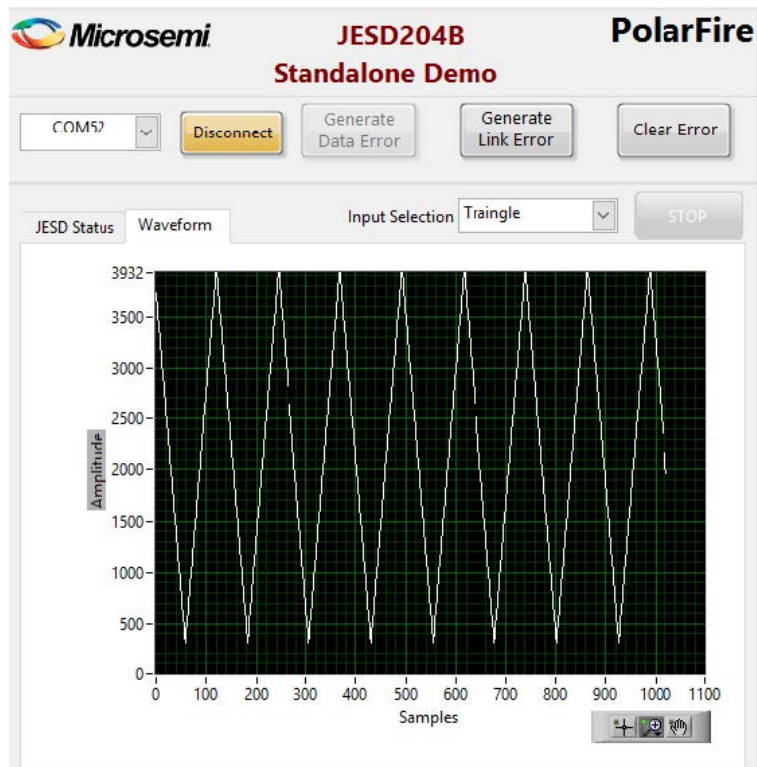 Microsemi.
JESD204B
PolarFire
Standalone Demo
COM52
Disconnect
Generate
Data Error
Generate
Link Error
Clear Error
JESD Status
Waveform
Input Selection
Traingle
STOP
3932
3500
3000
2500
2000
1500
1000
500
0
Amplitude
0 100 200 300 400 500 600 700 800 900 1000 1100
Samples